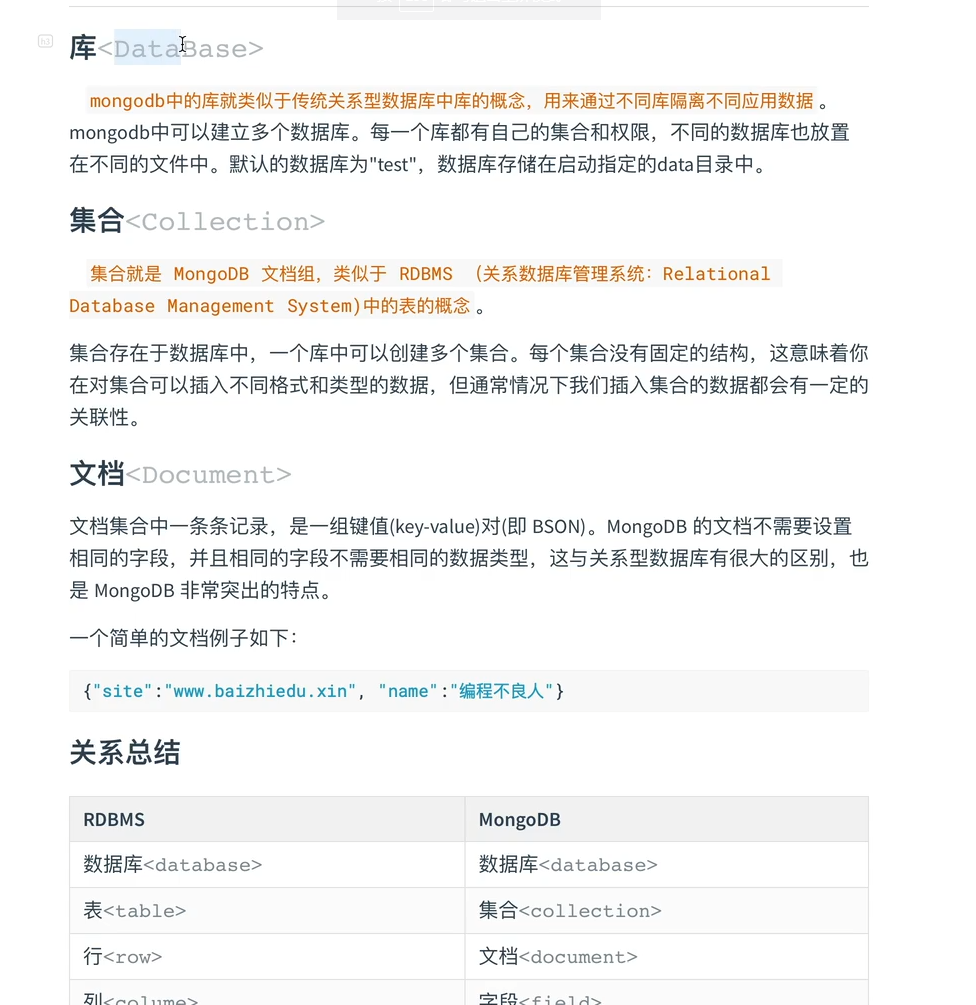 库<DataBase>
mongodb中的库就类似于传统关系型数据库中库的概念，用来通过不同库隔离不同应用数据。
mongodb中可以建立多个数据库。每一个库都有自己的集合和权限，不同的数据库也放置
在不同的文件中。默认的数据库为"test"，数据库存储在启动指定的data目录中。
集合<Collection>
集合就是 MongoDB 文档组，类似于 RDBMS （关系数据库管理系统：Relational
Database Management System)中的表的概念。
集合存在于数据库中，一个库中可以创建多个集合。每个集合没有固定的结构，这意味着你
在对集合可以插入不同格式和类型的数据，但通常情况下我们插入集合的数据都会有一定的
关联性。
文档<Document>
文档集合中一条条记录，是一组键值(key-value)对(即 BSON)。MongoDB 的文档不需要设置
相同的字段，并且相同的字段不需要相同的数据类型，这与关系型数据库有很大的区别，也
是 MongoDB 非常突出的特点。
一个简单的文档例子如下：
{"site":"www.baizhiedu.xin", "name":"编程不良人"}
关系总结
RDBMS MongoDB
数据库<database> 数据库<database>
表<table> 集合<collection>
行<row> 文档<document>
列<colume> 字段<field>